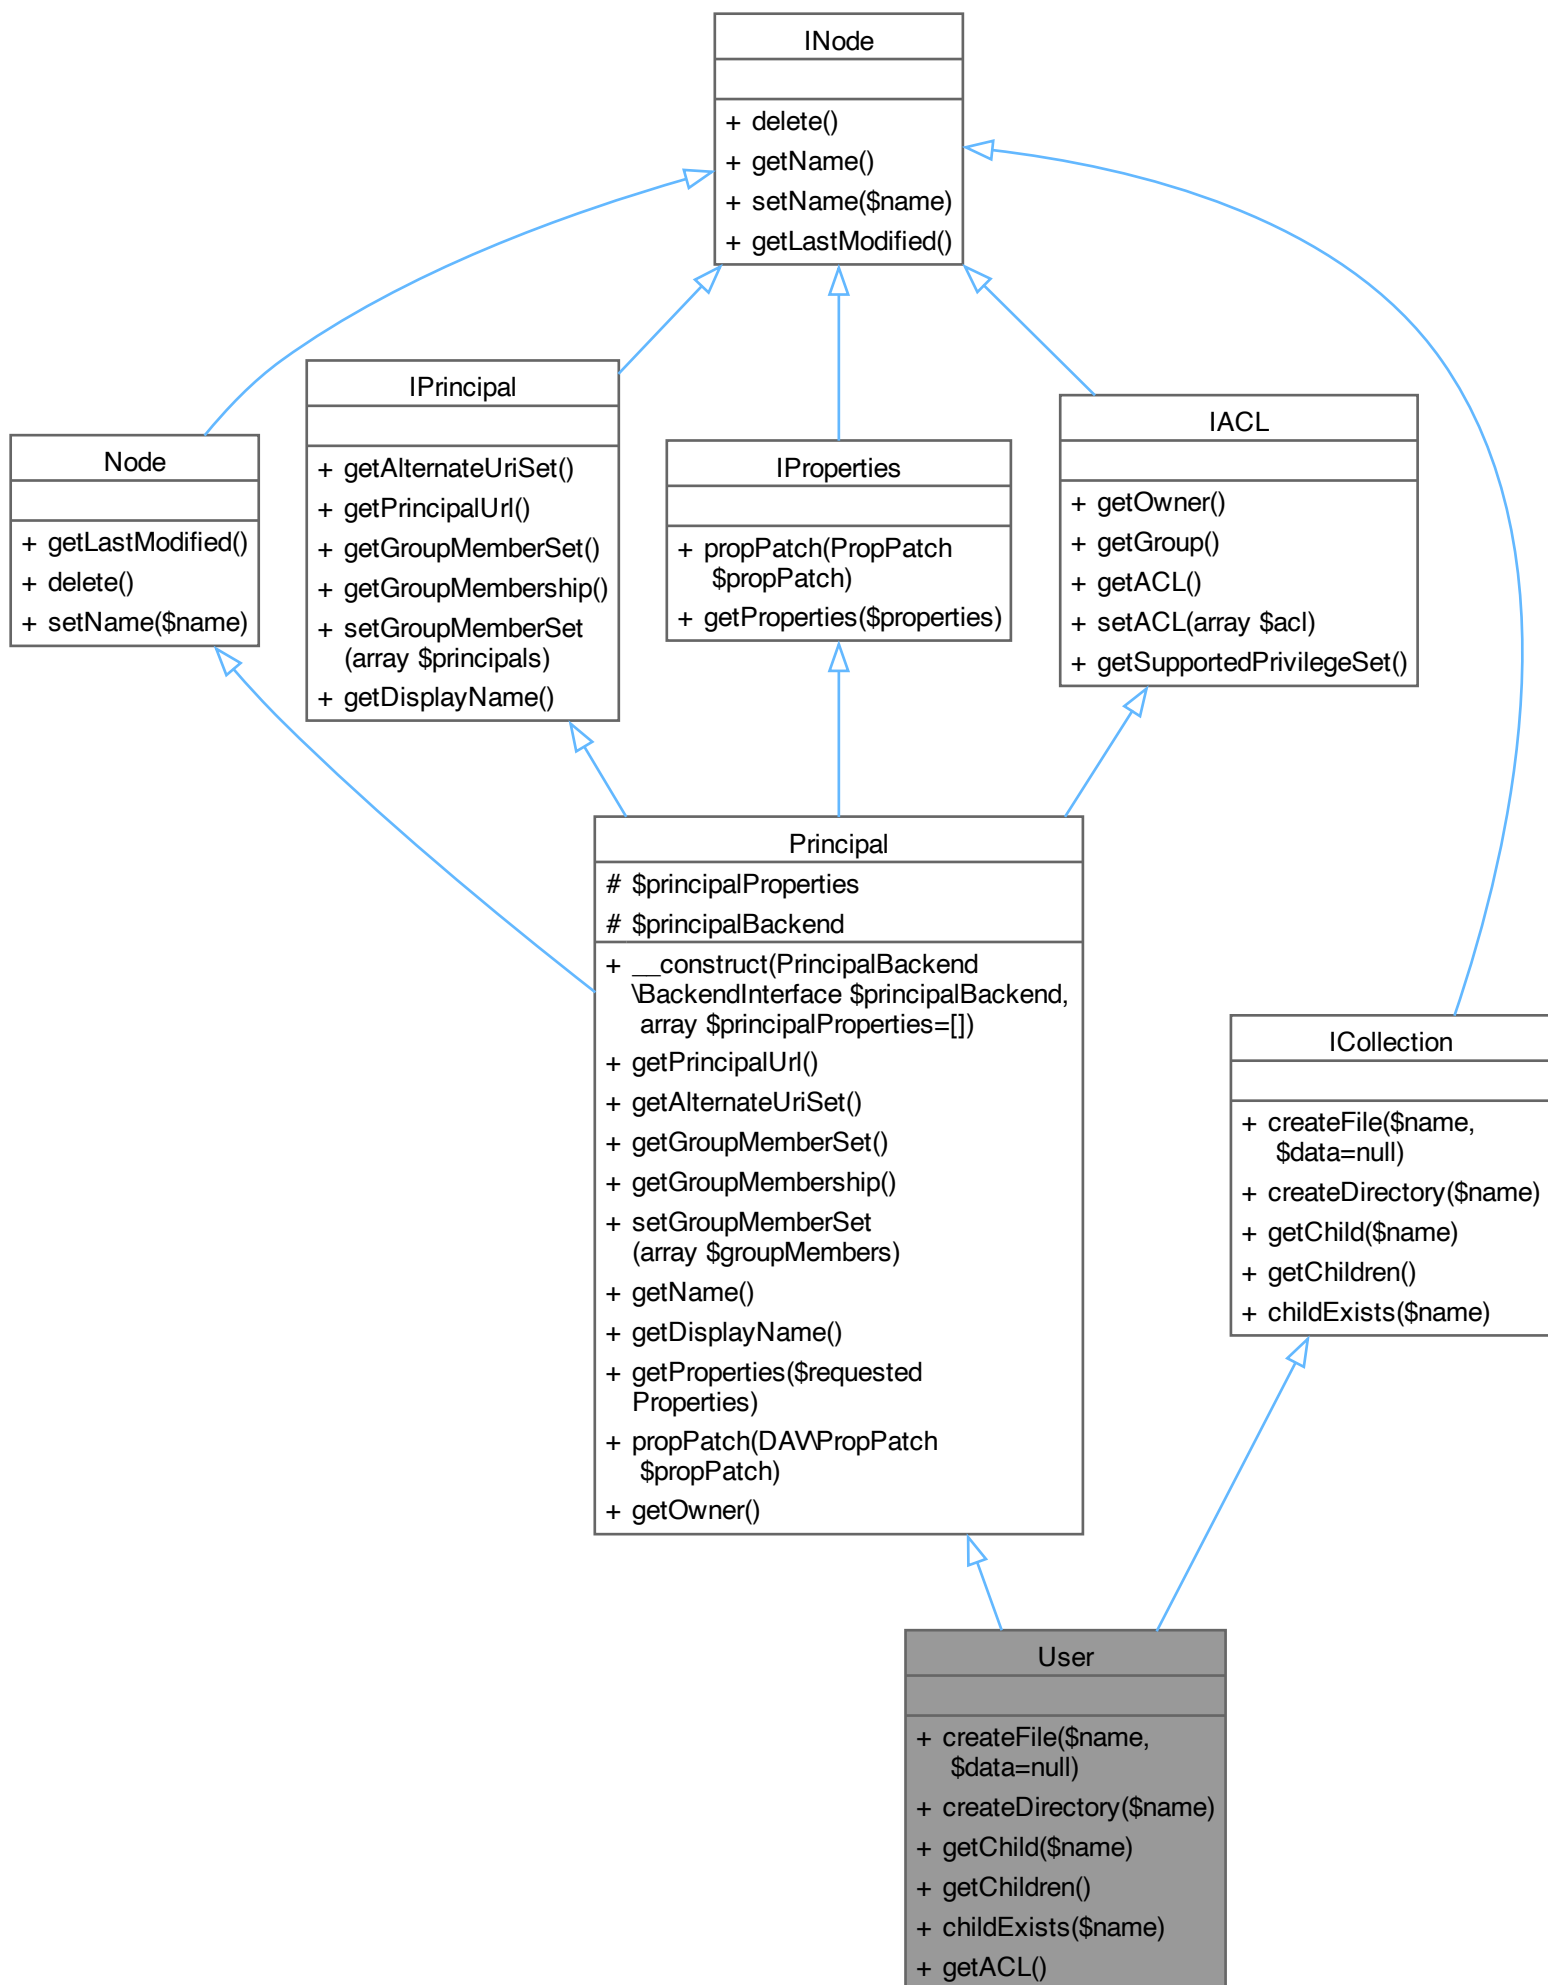 INode
+ delete()
+ getName()
+ setName($name)
+ getLastModified()
IPrincipal
+ getAlternateUriSet()
+ getPrincipalUrl()
+ getGroupMemberSet()
+ getGroupMembership()
+ setGroupMemberSet
(array $principals)
+ getDisplayName()
IACL
+ getOwner()
+ getGroup()
+ getACL()
+ setACL(array $acl)
+ getSupportedPrivilegeSet()
Node
+ getLastModified()
+ delete()
+ setName($name)
IProperties
+ propPatch(PropPatch
$propPatch)
+ getProperties($properties)
Principal
# $principalProperties
# $principalBackend
+ __construct(PrincipalBackend
\BackendInterface $principalBackend,
array $principalProperties=[])
+ getPrincipalUrl()
+ getAlternateUriSet()
+ getGroupMemberSet()
+ getGroupMembership()
+ setGroupMemberSet
(array $groupMembers)
+ getName()
+ getDisplayName()
+ getProperties($requested
Properties)
+ propPatch(DAV\PropPatch
$propPatch)
+ getOwner()
ICollection
+ createFile($name,
$data=null)
+ createDirectory($name)
+ getChild($name)
+ getChildren()
+ childExists($name)
User
+ createFile($name,
$data=null)
+ createDirectory($name)
+ getChild($name)
+ getChildren()
+ childExists($name)
+ getACL()